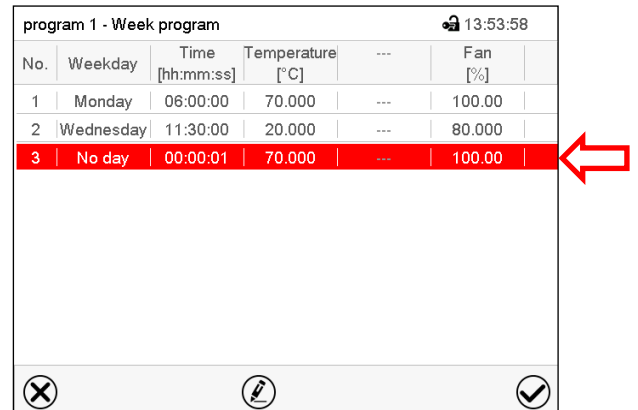 program 1 - Week program 13:53:58
No. Weekday Time [hh:mm:ss] Temperature [°C] --- Fan [%]
1 Monday 06:00:00 70.000 --- 100.00
2 Wednesday 11:30:00 20.000 --- 80.000
3 No day 00:00:01 70.000 --- 100.00